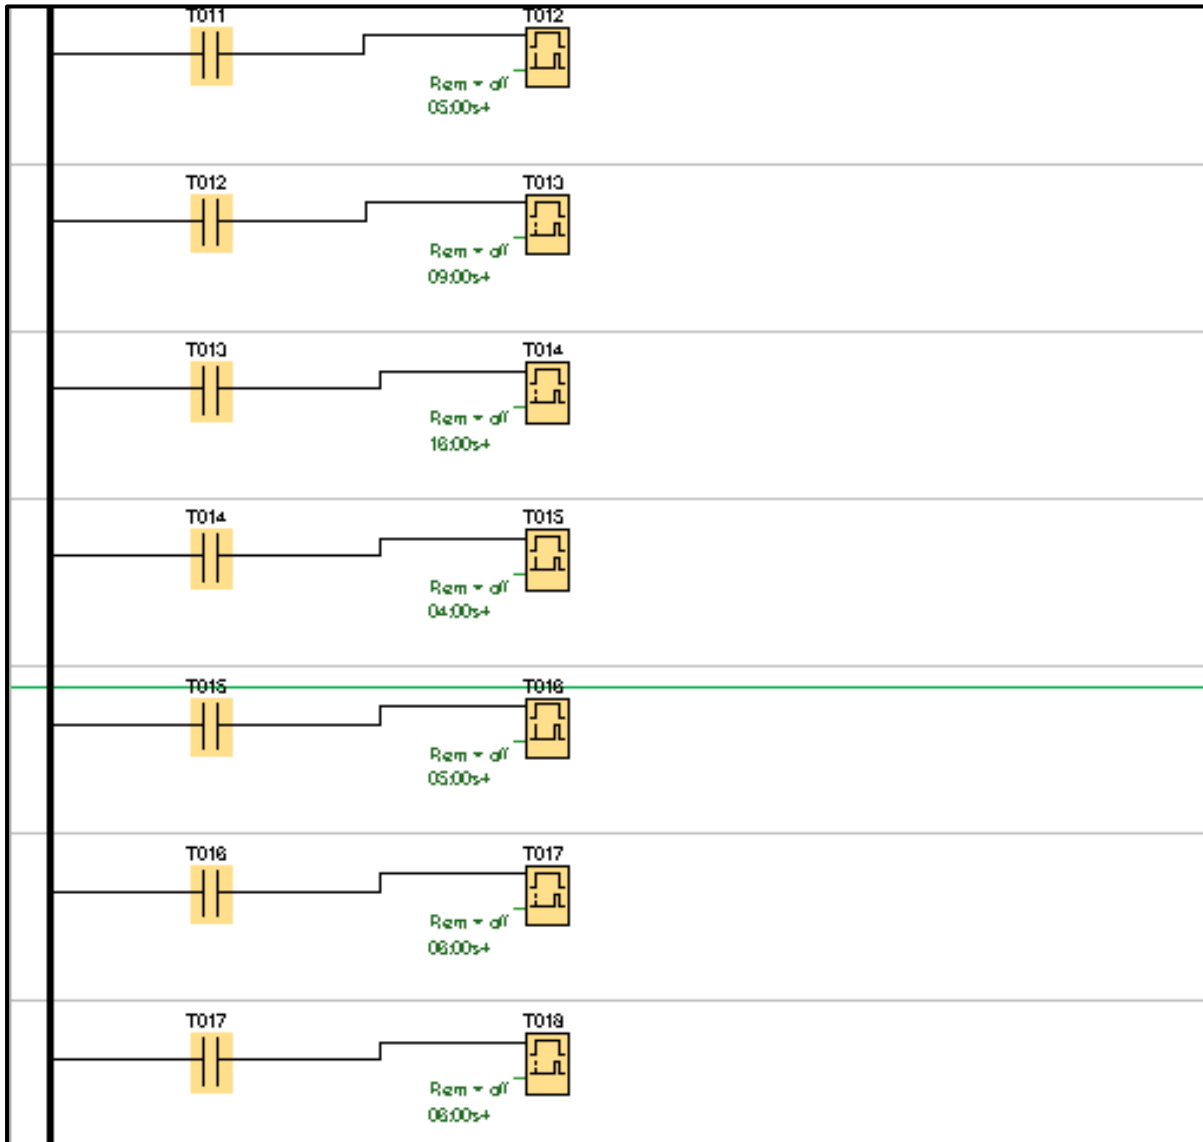 T011 T012
Rem = off
05:00s+
T012 T013
Rem = off
09:00s+
T013 T014
Rem = off
16:00s+
T014 T015
Rem = off
04:00s+
T015 T016
Rem = off
05:00s+
T016 T017
Rem = off
06:00s+
T017 T018
Rem = off
06:00s+